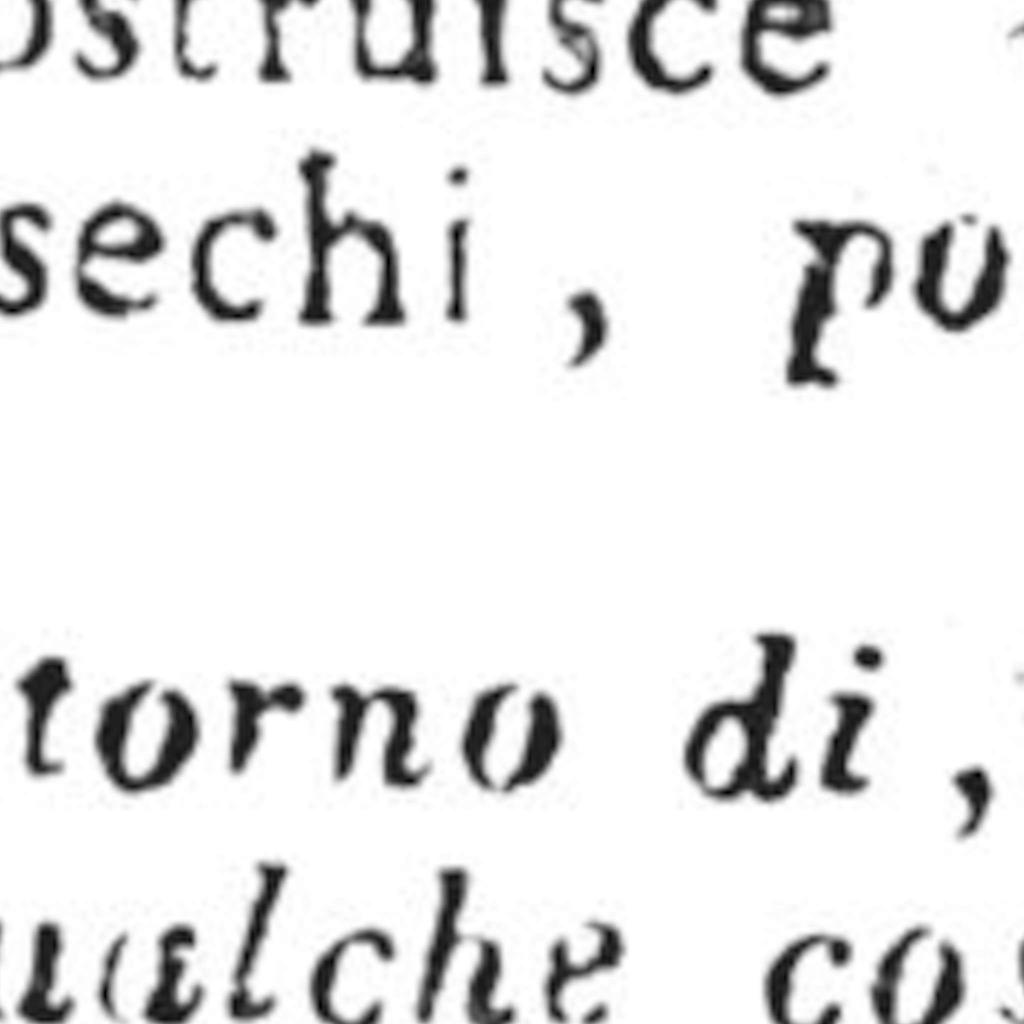 ostruisce
sechi, po
torno di,
ualche cos